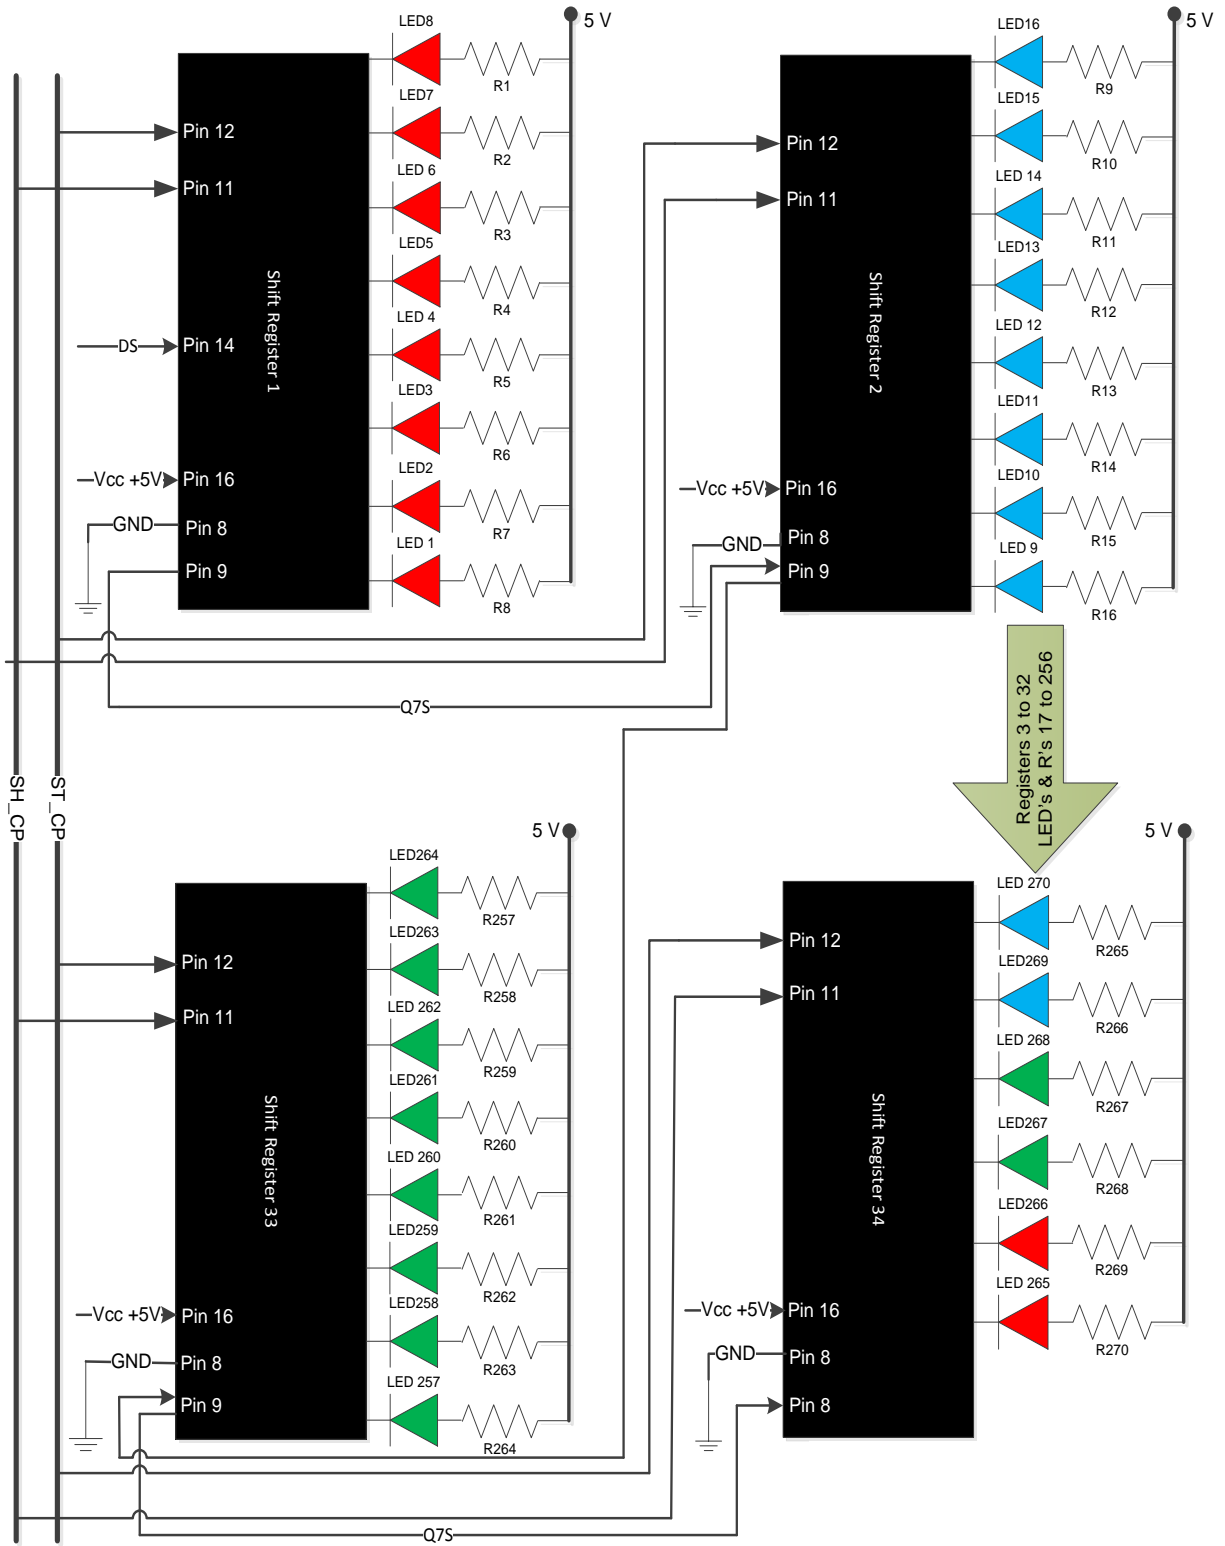 LED8
5 V
R1
LED7
Pin 12
R2
LED 6
Pin 11
R3
LED5
Shift Register 1
R4
LED 4
DS
Pin 14
R5
LED3
R6
LED2
Vcc +5V
Pin 16
R7
GND
Pin 8
LED 1
Pin 9
R8
LED16
5 V
R9
LED15
Pin 12
R10
LED 14
Pin 11
R11
LED13
Shift Register 2
R12
LED 12
R13
LED11
R14
LED10
Vcc +5V
Pin 16
R15
GND
Pin 8
LED 9
Pin 9
R16
Q7S
Registers 3 to 32
LED's & R's 17 to 256
SH_CP
ST_CP
5 V
LED264
R257
LED263
Pin 12
R258
LED 262
Pin 11
R259
LED261
Shift Register 33
R260
LED 260
R261
LED259
R262
LED258
Vcc +5V
Pin 16
R263
GND
Pin 8
LED 257
Pin 9
R264
5 V
LED 270
Pin 12
R265
LED269
Pin 11
R266
LED 268
R267
Shift Register 34
LED267
R268
LED266
R269
LED 265
Vcc +5V
Pin 16
R270
GND
Pin 8
Pin 8
Q7S